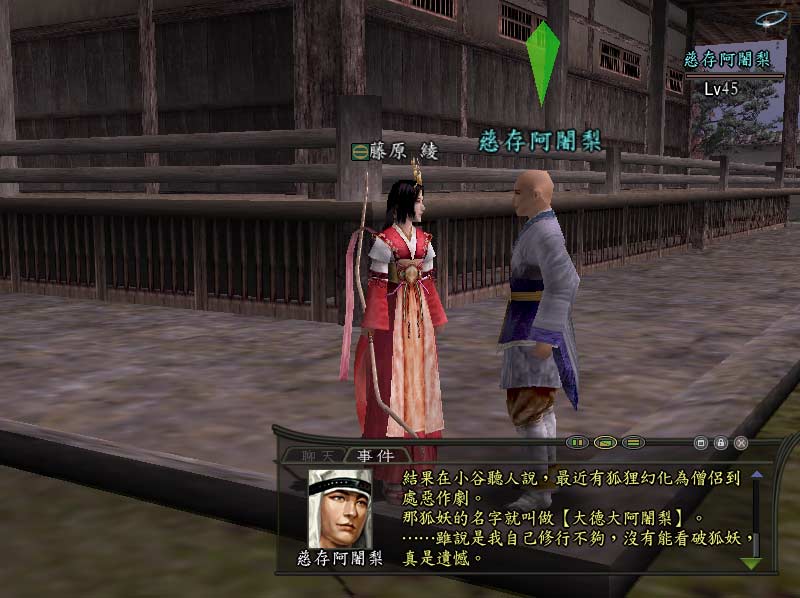 慈存阿闍梨
Lv45
慈存阿闍梨
藤原 綾
聊天 事件
結果在小谷聽人說，最近有狐狸幻化為僧侶到
處惡作劇。
那狐妖的名字就叫做【大德大阿闍梨】。
……雖說是我自己修行不夠，沒有能看破狐妖，
真是遺憾。
慈存阿闍梨